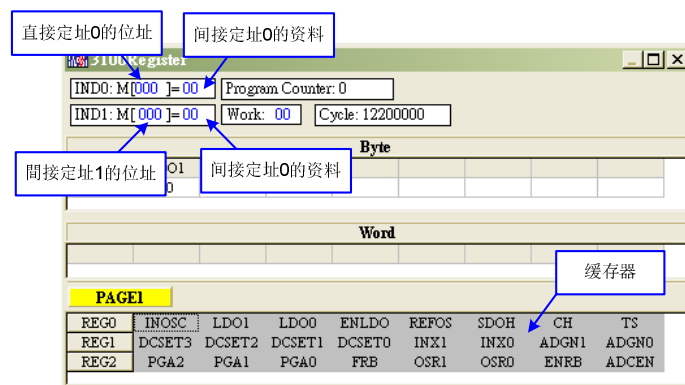 直接定址0的位址
间接定址0的资料
3100Register
IND0: M[000 ]= 00
Program Counter: 0
IND1: M[ 000 ]= 00
Work: 00
Cycle: 12200000
Byte
間接定址1的位址
间接定址0的资料
O1
0
Word
缓存器
PAGE1
REG0 INOSC LDO1 LDO0 ENLDO REFOS SDOH CH TS
REG1 DCSET3 DCSET2 DCSET1 DCSET0 INX1 INX0 ADGN1 ADGN0
REG2 PGA2 PGA1 PGA0 FRB OSR1 OSR0 ENRB ADCEN